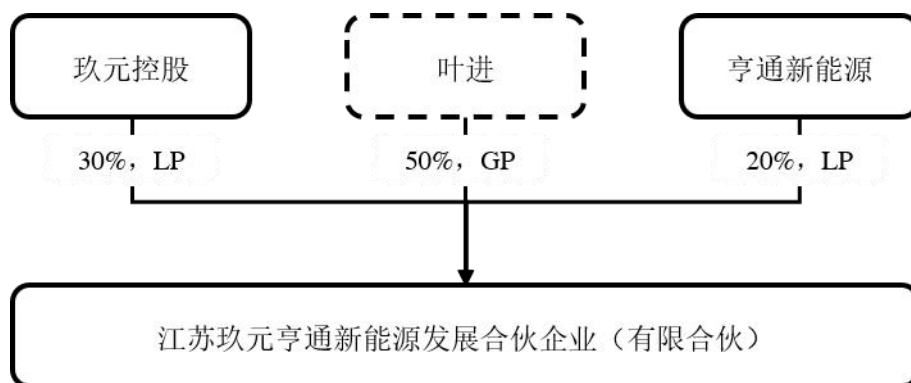 玖元控股
叶进
亨通新能源
30%，LP
50%，GP
20%，LP
江苏玖元亨通新能源发展合伙企业（有限合伙）